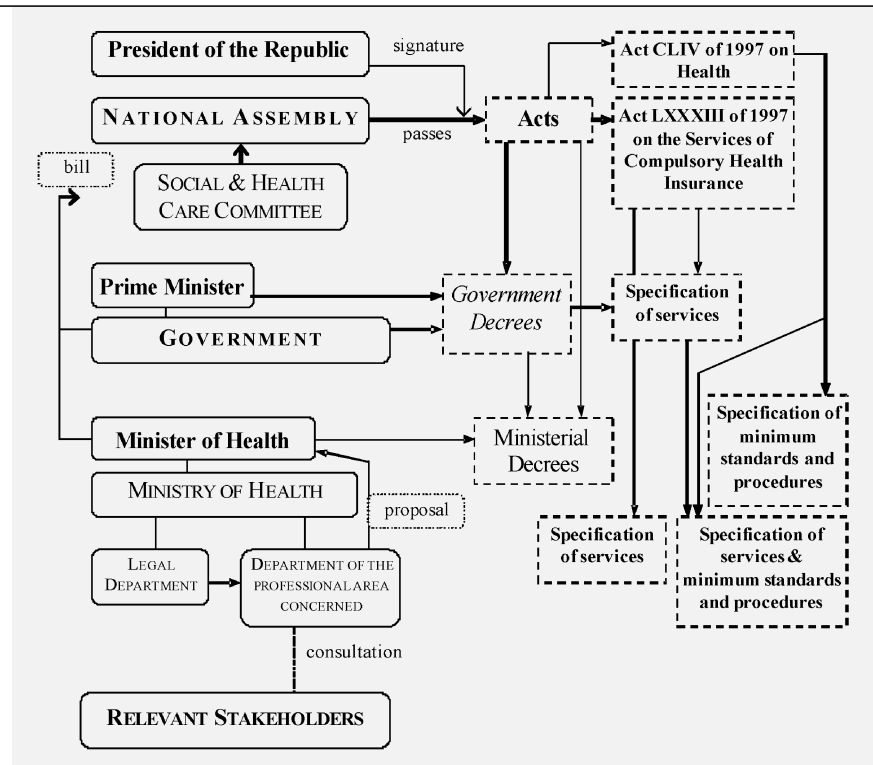 President of the Republic
signature
Act CLIV of 1997 on
Health
NATIONAL ASSEMBLY
passes
Acts
Act LXXXIII of 1997
on the Services of
Compulsory Health
Insurance
bill
SOCIAL & HEALTH
CARE COMMITTEE
Prime Minister
GOVERNMENT
Government
Decrees
Specification
of services
Minister of Health
Ministerial
Decrees
Specification of
minimum
standards and
procedures
MINISTRY OF HEALTH
proposal
LEGAL
DEPARTMENT
DEPARTMENT OF THE
PROFESSIONAL AREA
CONCERNED
Specification
of services
Specification of
services &
minimum standards
and procedures
consultation
RELEVANT STAKEHOLDERS